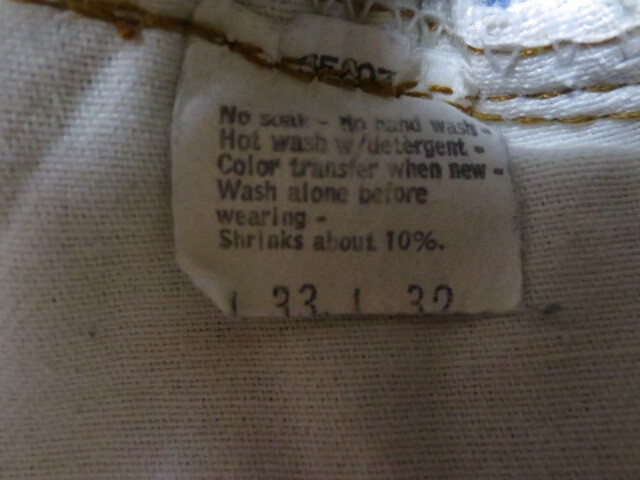 No soak - No hand wash -
Hot wash w/detergent -
Color transfer when new -
Wash alone before
wearing -
Shrinks about 10%.
33 32